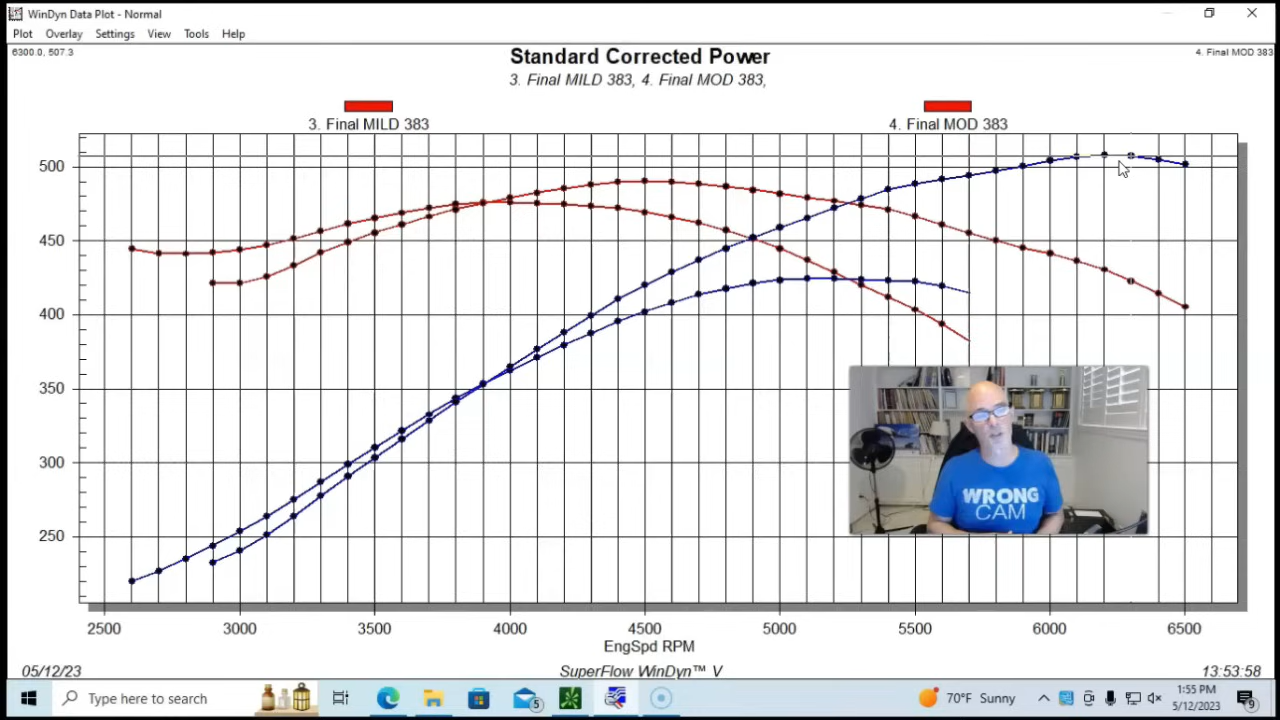 WinDyn Data Plot - Normal
Plot Overlay Settings View Tools Help
6300.0, 507.3
4. Final MOD 383
Standard Corrected Power
3. Final MILD 383, 4. Final MOD 383,
3. Final MILD 383
4. Final MOD 383
500
450
400
350
300
250
2500 3000 3500 4000 4500 5000 5500 6000 6500
EngSpd RPM
WRONG
CAM
05/12/23
SuperFlow WinDyn™ V
13:53:58
Type here to search
5
70°F Sunny
1:55 PM
5/12/2023
9